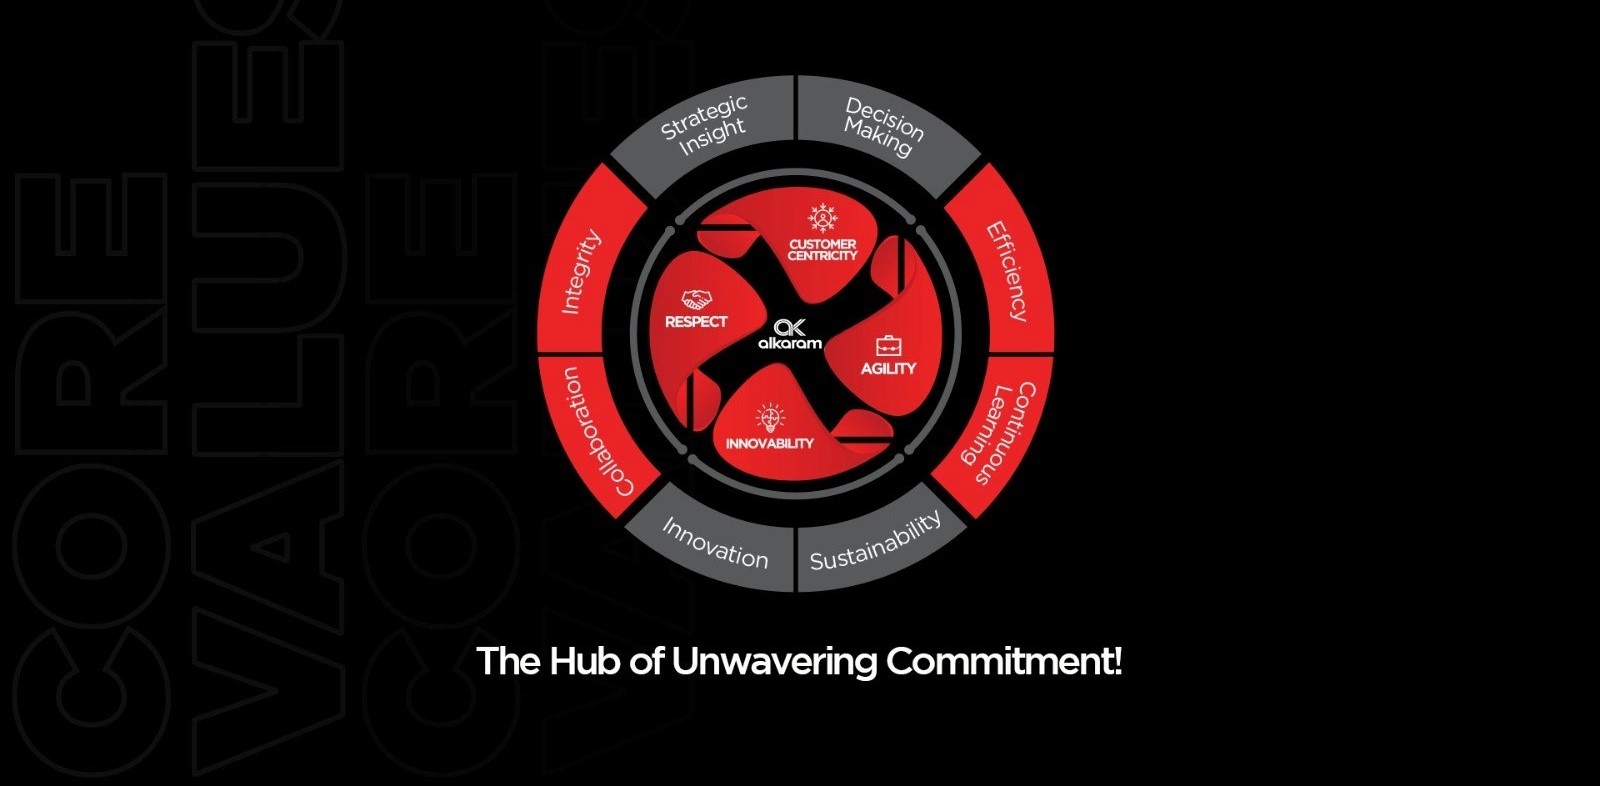 CORE
VALUES
CORE
VALUES
Strategic
Insight
Decision
Making
Efficiency
Continuous
Learning
Sustainability
Innovation
Collaboration
Integrity
CUSTOMER
CENTRICITY
RESPECT
ak
alkaram
AGILITY
INNOVABILITY
The Hub of Unwavering Commitment!